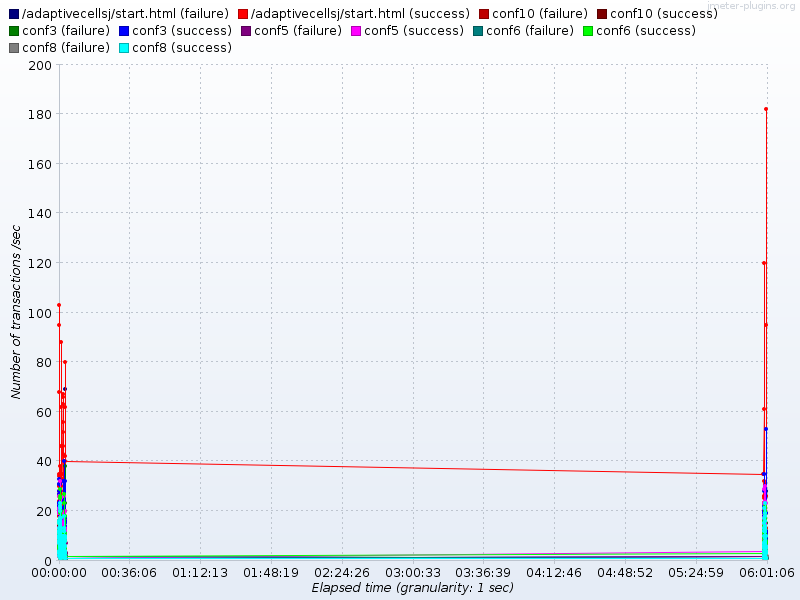 jmeter-plugins.org
/adaptivecellsj/start.html (failure) /adaptivecellsj/start.html (success) conf10 (failure) conf10 (success)
conf3 (failure) conf3 (success) conf5 (failure) conf5 (success) conf6 (failure) conf6 (success)
conf8 (failure) conf8 (success)
200
180
160
140
120
100
80
60
40
20
0
Number of transactions /sec
00:00:00 00:36:06 01:12:13 01:48:19 02:24:26 03:00:33 03:36:39 04:12:46 04:48:52 05:24:59 06:01:06
Elapsed time (granularity: 1 sec)